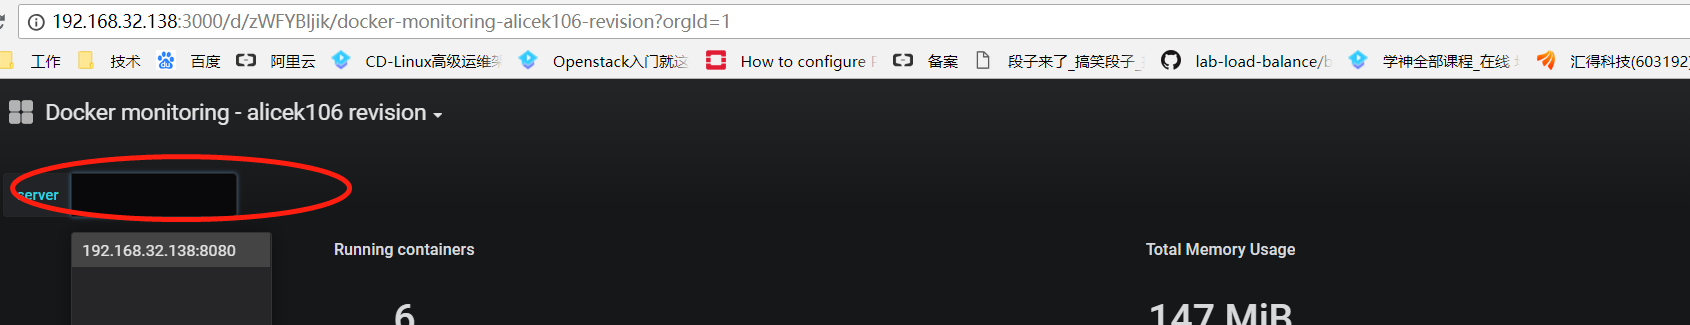 192.168.32.138:3000/d/zWFYBljik/docker-monitoring-alicek106-revision?orgId=1
工作 技术 百度 阿里云 CD-Linux高级运维架 Openstack入门就这 How to configure 备案 段子来了_搞笑段子_ lab-load-balance/b 学神全部课程_在线 汇得科技(603192)
Docker monitoring - alicek106 revision
server
192.168.32.138:8080
Running containers
Total Memory Usage
6
147 MiB